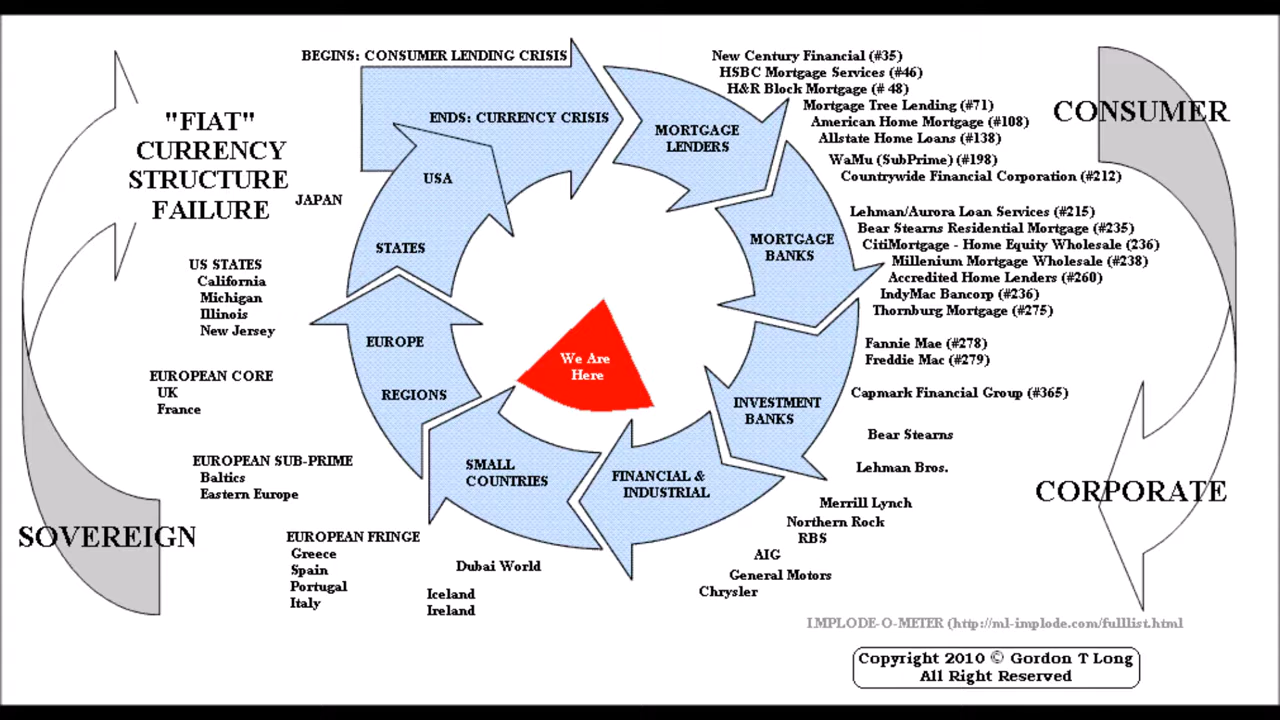 BEGINS: CONSUMER LENDING CRISIS
ENDS: CURRENCY CRISIS
"FIAT"
CURRENCY
STRUCTURE
FAILURE
CONSUMER
CORPORATE
SOVEREIGN
MORTGAGE
LENDERS
MORTGAGE
BANKS
INVESTMENT
BANKS
FINANCIAL &
INDUSTRIAL
SMALL
COUNTRIES
REGIONS
EUROPE
STATES
USA
We Are
Here
New Century Financial (#35)
HSBC Mortgage Services (#46)
H&R Block Mortgage (# 48)
Mortgage Tree Lending (#71)
American Home Mortgage (#108)
Allstate Home Loans (#138)
WaMu (SubPrime) (#198)
Countrywide Financial Corporation (#212)
Lehman/Aurora Loan Services (#215)
Bear Stearns Residential Mortgage (#235)
CitiMortgage - Home Equity Wholesale (236)
Millenium Mortgage Wholesale (#238)
Accredited Home Lenders (#260)
IndyMac Bancorp (#236)
Thornburg Mortgage (#275)
Fannie Mae (#278)
Freddie Mac (#279)
Capmark Financial Group (#365)
Bear Stearns
Lehman Bros.
Merrill Lynch
Northern Rock
RBS
AIG
General Motors
Chrysler
Dubai World
Iceland
Ireland
EUROPEAN FRINGE
Greece
Spain
Portugal
Italy
EUROPEAN SUB-PRIME
Baltics
Eastern Europe
EUROPEAN CORE
UK
France
US STATES
California
Michigan
Illinois
New Jersey
JAPAN
IMPLODE-O-METER (http://ml-implode.com/fulllist.html
Copyright 2010 © Gordon T Long
All Right Reserved